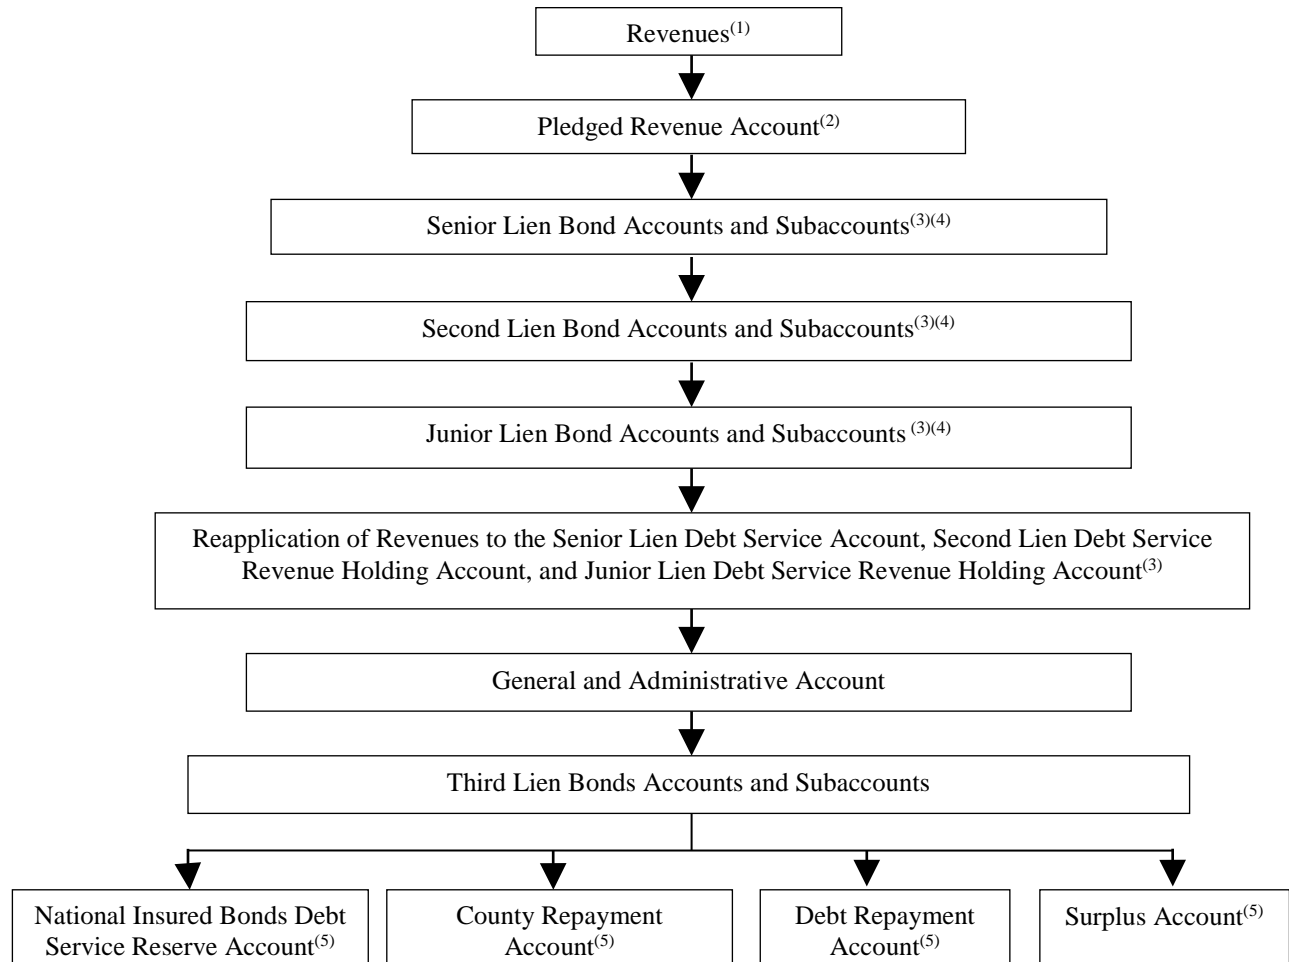 Revenues(1)
Pledged Revenue Account(2)
Senior Lien Bond Accounts and Subaccounts(3)(4)
Second Lien Bond Accounts and Subaccounts(3)(4)
Junior Lien Bond Accounts and Subaccounts (3)(4)
Reapplication of Revenues to the Senior Lien Debt Service Account, Second Lien Debt Service
Revenue Holding Account, and Junior Lien Debt Service Revenue Holding Account(3)
General and Administrative Account
Third Lien Bonds Accounts and Subaccounts
National Insured Bonds Debt
Service Reserve Account(5)
County Repayment
Account(5)
Debt Repayment
Account(5)
Surplus Account(5)